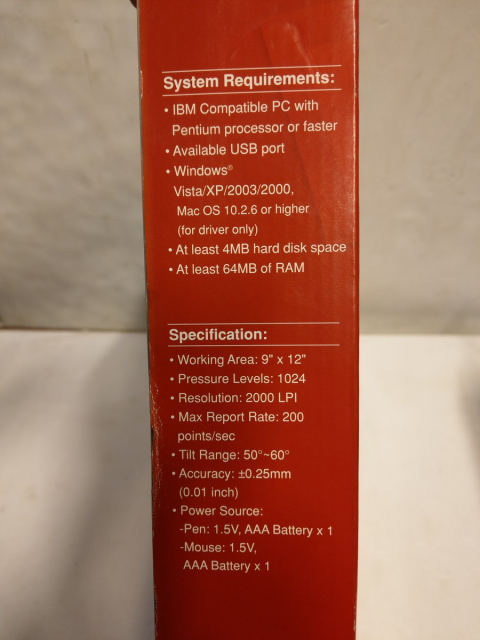 System Requirements:
• IBM Compatible PC with
Pentium processor or faster
• Available USB port
• Windows®
Vista/XP/2003/2000,
Mac OS 10.2.6 or higher
(for driver only)
• At least 4MB hard disk space
• At least 64MB of RAM
Specification:
• Working Area: 9" x 12"
• Pressure Levels: 1024
• Resolution: 2000 LPI
• Max Report Rate: 200
points/sec
• Tilt Range: 50°~60°
• Accuracy: ±0.25mm
(0.01 inch)
• Power Source:
-Pen: 1.5V, AAA Battery x 1
-Mouse: 1.5V,
AAA Battery x 1